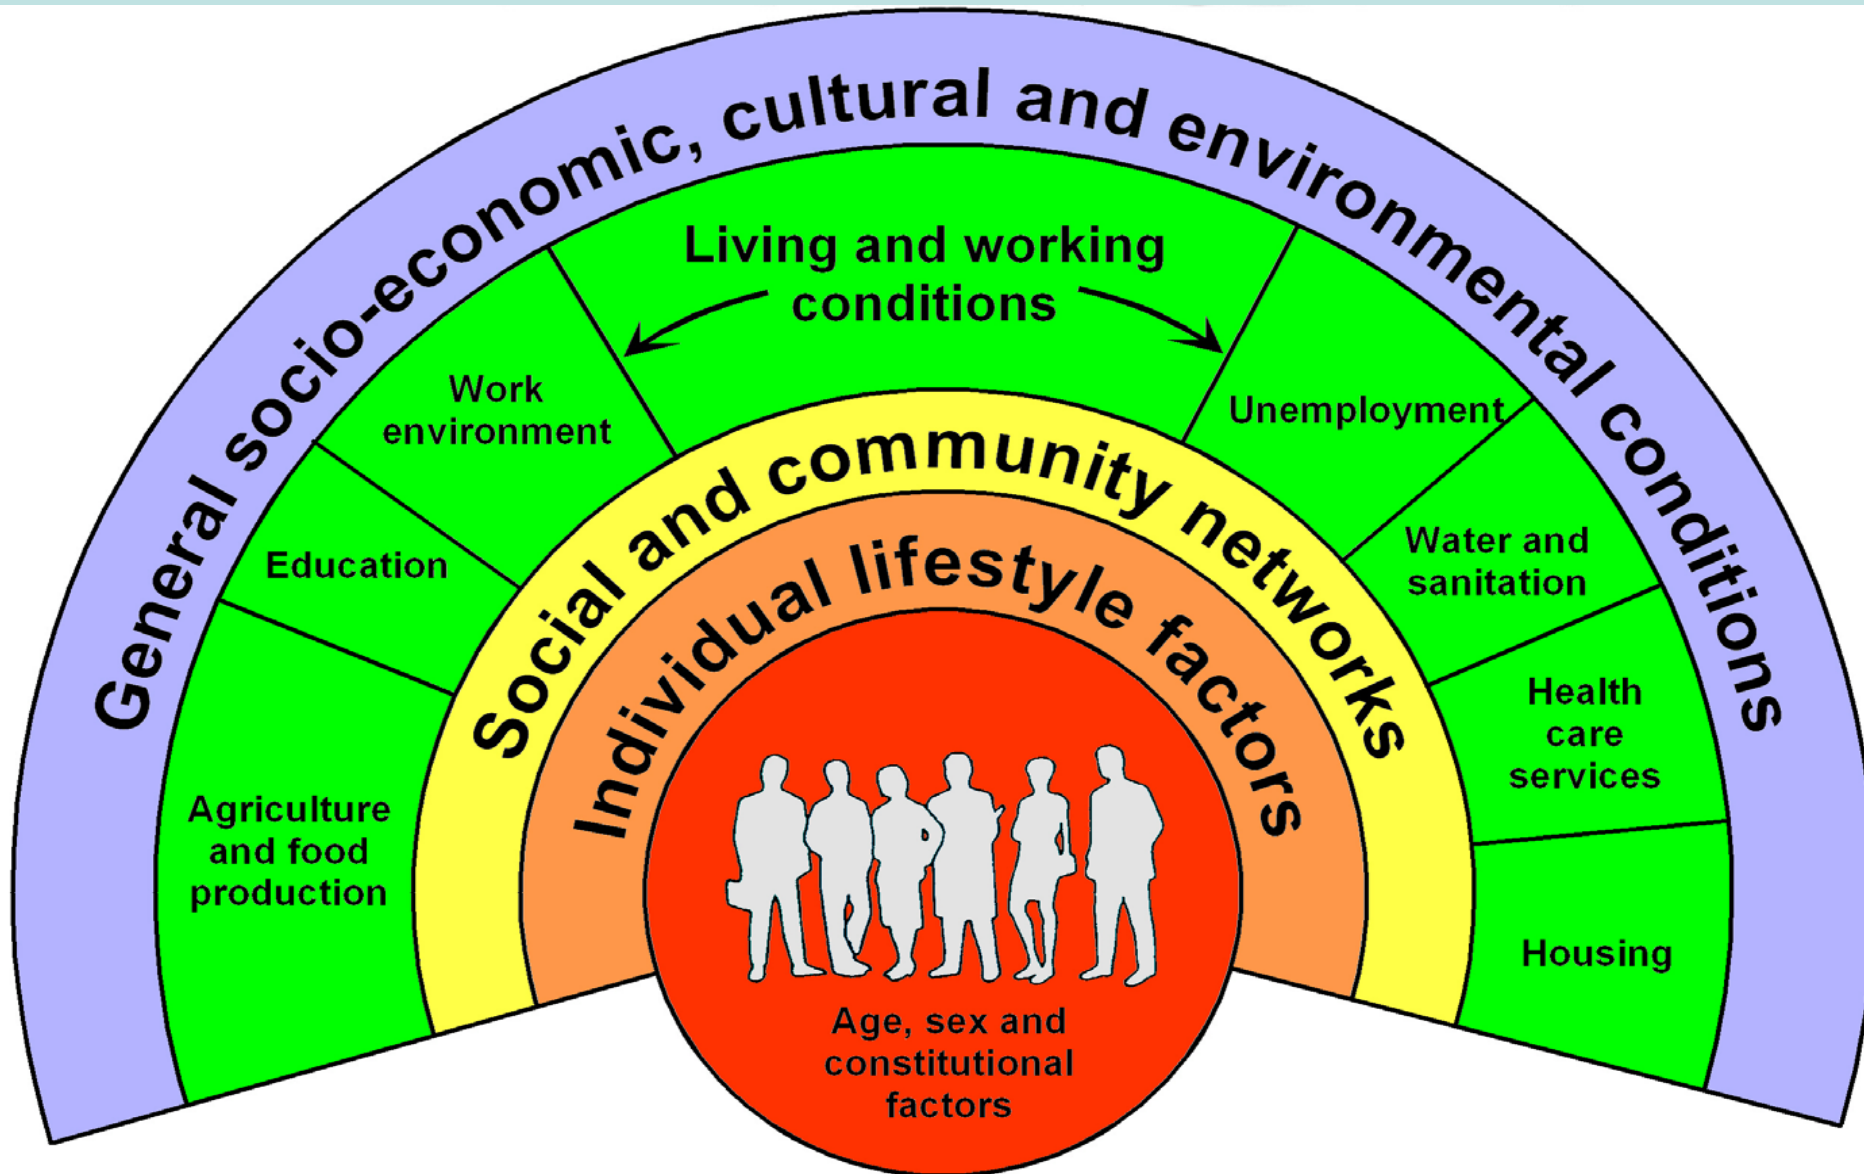 General socio-economic, cultural and environmental conditions
Living and working
conditions
Work
environment
Unemployment
Education
Water and
sanitation
Agriculture
and food
production
Health
care
services
Housing
Social and community networks
Individual lifestyle factors
Age, sex and
constitutional
factors